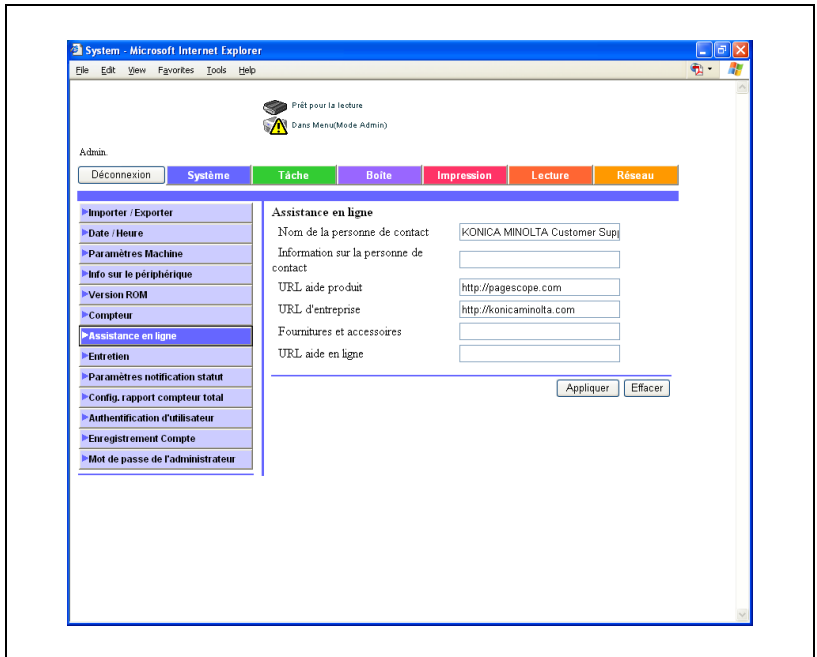 System - Microsoft Internet Explorer
File Edit View Favorites Tools Help
Prêt pour la lecture
Dans Menu(Mode Admin)
Admin.
Déconnexion Système Tâche Boîte Impression Lecture Réseau
Importer / Exporter
Date / Heure
Paramètres Machine
Info sur le périphérique
Version ROM
Compteur
Assistance en ligne
Entretien
Paramètres notification statut
Config. rapport compteur total
Authentification d'utilisateur
Enregistrement Compte
Mot de passe de l'administrateur
Assistance en ligne
Nom de la personne de contact KONICA MINOLTA Customer Supp
Information sur la personne de
contact
URL aide produit http://pagescope.com
URL d'entreprise http://konicaminolta.com
Fournitures et accessoires
URL aide en ligne
Appliquer Effacer